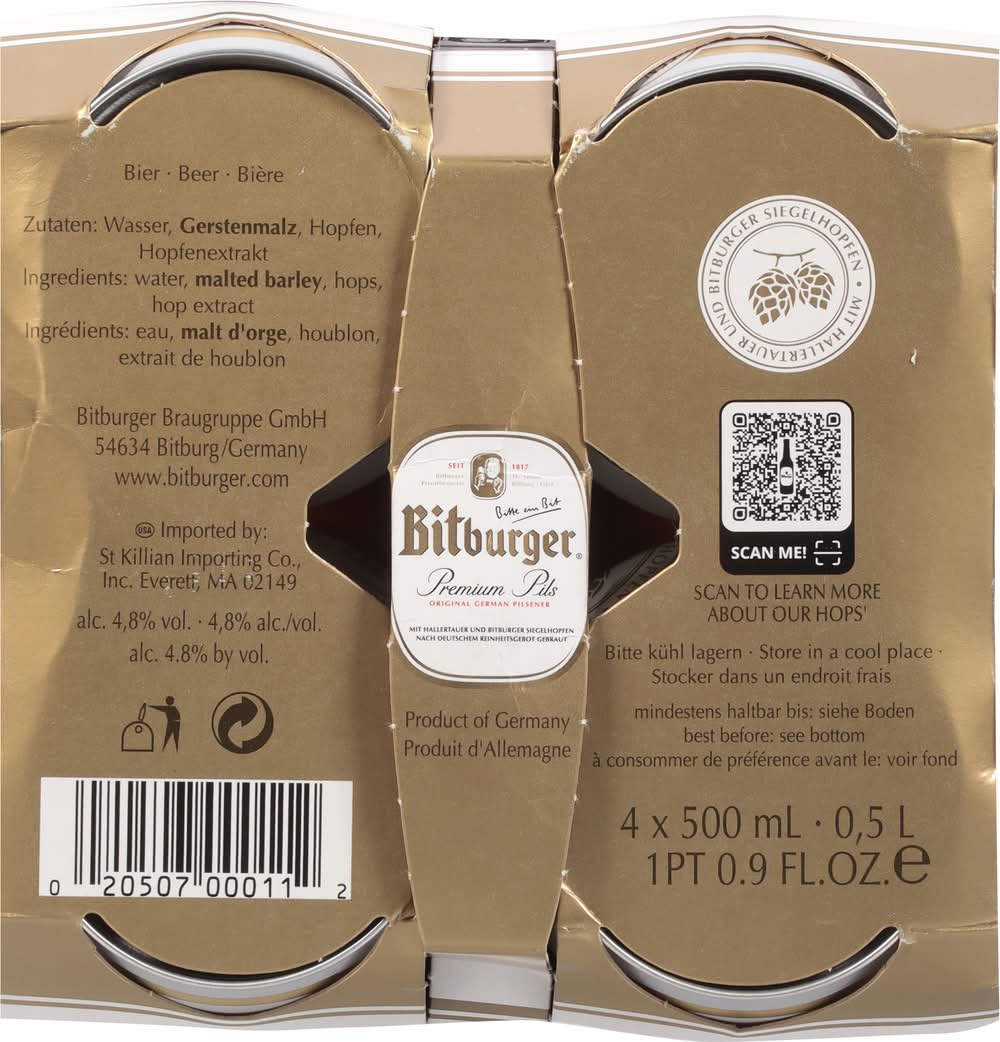 Bier · Beer · Bière
Zutaten: Wasser, Gerstenmalz, Hopfen,
Hopfenextrakt
Ingredients: water, malted barley, hops,
hop extract
Ingrédients: eau, malt d'orge, houblon,
extrait de houblon
Bitburger Braugruppe GmbH
54634 Bitburg/Germany
www.bitburger.com
USA Imported by:
St Killian Importing Co.,
Inc. Everett, MA 02149
alc. 4,8% vol. · 4,8% alc./vol.
alc. 4.8% by vol.
0 20507 00011 2
SEIT 1817
Bitte ein Bit
Bitburger®
Premium Pils
ORIGINAL GERMAN PILSENER
MIT HALLERTAUER UND BITBURGER SIEGELHOPFEN
NACH DEUTSCHEM REINHEITSGEBOT GEBRAUT
Product of Germany
Produit d'Allemagne
MIT HALLERTAUER UND BITBURGER SIEGELHOPFEN •
SCAN ME!
SCAN TO LEARN MORE
ABOUT OUR HOPS'
Bitte kühl lagern · Store in a cool place ·
Stocker dans un endroit frais
mindestens haltbar bis: siehe Boden
best before: see bottom
à consommer de préférence avant le: voir fond
4 x 500 mL · 0,5 L
1PT 0.9 FL.OZ. e